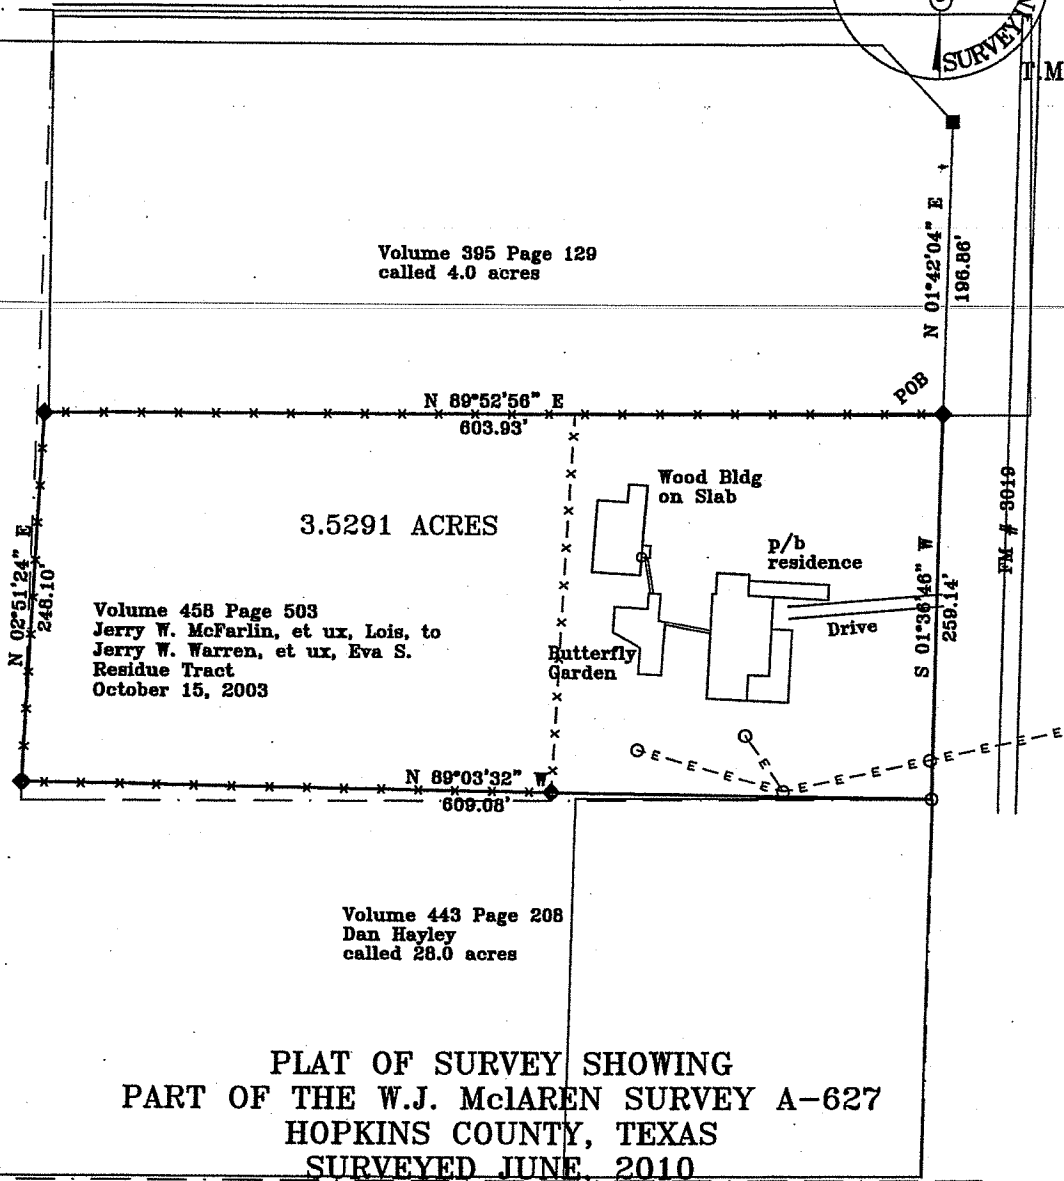 SURVEYIN
T.M
N 01°42'04" E
196.86'
Volume 395 Page 129
called 4.0 acres
POB
N 89°52'56" E
603.93'
Wood Bldg
on Slab
3.5291 ACRES
FM # 3019
p/b
residence
N 02°51'24" E
248.10'
S 01°36'46" W
259.14'
Volume 458 Page 503
Jerry W. McFarlin, et ux, Lois, to
Jerry W. Warren, et ux, Eva S.
Residue Tract
October 15, 2003
Drive
Butterfly
Garden
E E E E E E E E E E
N 89°03'32" W
609.08'
Volume 443 Page 208
Dan Hayley
called 28.0 acres
PLAT OF SURVEY SHOWING
PART OF THE W.J. MclAREN SURVEY A-627
HOPKINS COUNTY, TEXAS
SURVEYED JUNE, 2010